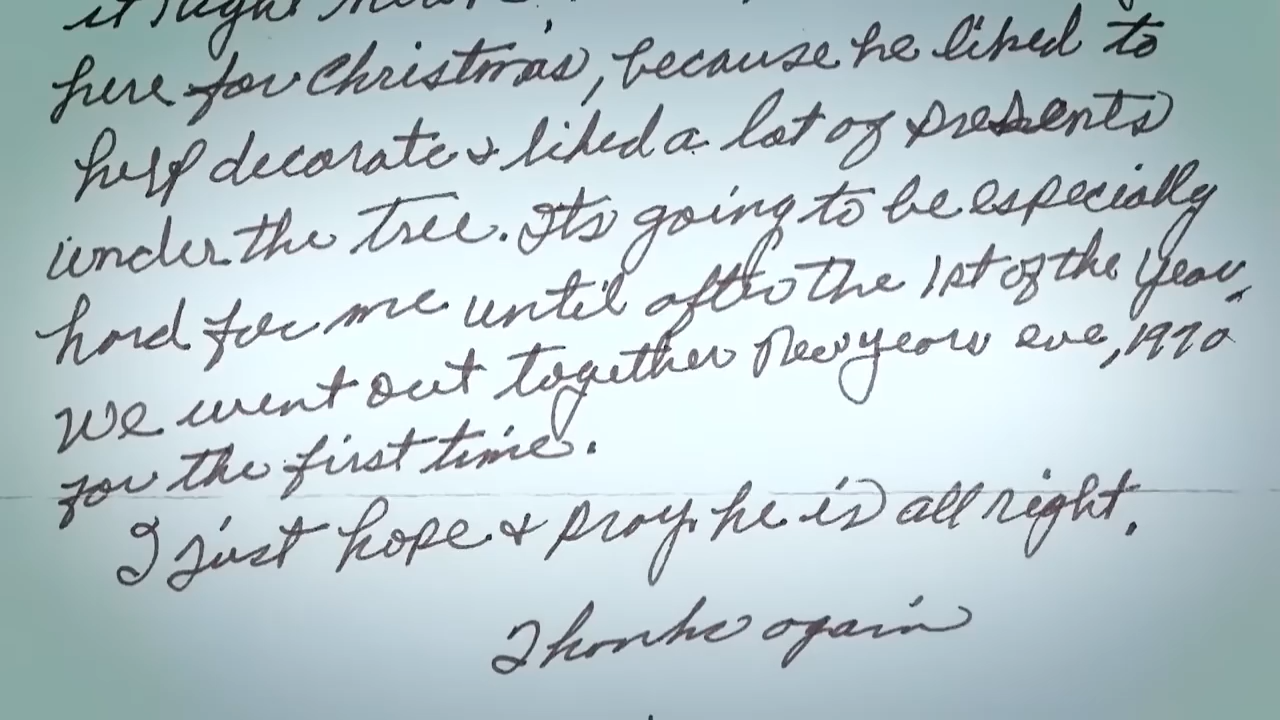 it right
here for Christmas, because he liked to
help decorate & liked a lot of presents
under the tree. Its going to be especially
hard for me until after the 1st of the year,
We went out together New years eve, 1970
for the first time.
I just hope & pray he is all right.
Thanks again